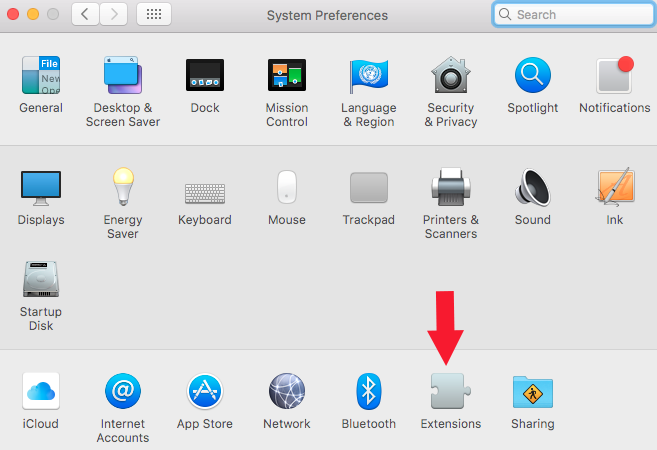 System Preferences
Search
File
New
Ope
General
Desktop &
Screen Saver
Dock
Mission
Control
Language
& Region
Security
& Privacy
Spotlight
Notifications
Displays
Energy
Saver
Keyboard
Mouse
Trackpad
Printers &
Scanners
Sound
Ink
Startup
Disk
iCloud
@
Internet
Accounts
App Store
Network
Bluetooth
Extensions
Sharing